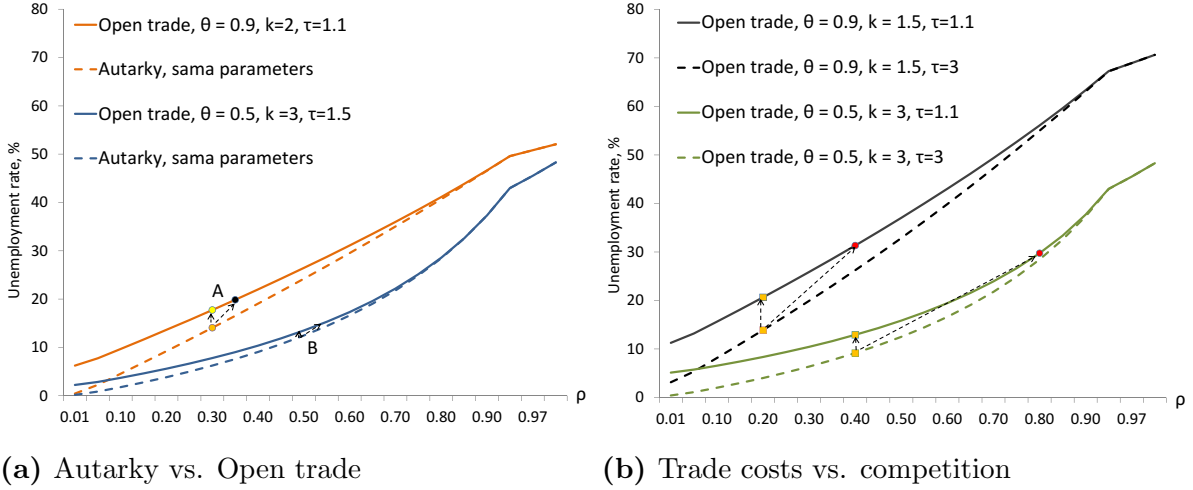 80
70
60
50
40
30
20
10
0
Unemployment rate, %
Open trade, θ = 0.9, k=2, τ=1.1
Autarky, sama parameters
Open trade, θ = 0.5, k =3, τ=1.5
Autarky, sama parameters
A
B
0.01 0.10 0.20 0.30 0.40 0.50 0.60 0.70 0.80 0.90 0.97 ρ
(a) Autarky vs. Open trade
80
70
60
50
40
30
20
10
0
Unemployment rate, %
Open trade, θ = 0.9, k = 1.5, τ=1.1
Open trade, θ = 0.9, k = 1.5, τ=3
Open trade, θ = 0.5, k = 3, τ=1.1
Open trade, θ = 0.5, k = 3, τ=3
0.01 0.10 0.20 0.30 0.40 0.50 0.60 0.70 0.80 0.90 0.97 ρ
(b) Trade costs vs. competition